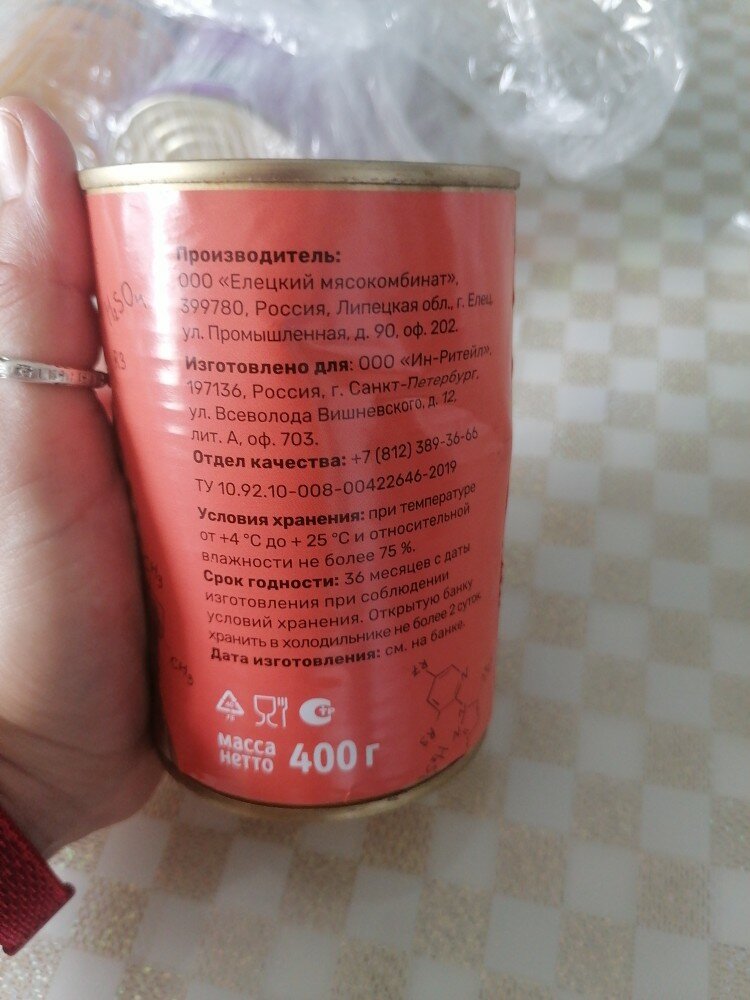 Производитель:
ООО «Елецкий мясокомбинат»,
399780, Россия, Липецкая обл., г. Елец,
ул. Промышленная, д. 90, оф. 202.
Изготовлено для: ООО «Ин-Ритейл»,
197136, Россия, г. Санкт-Петербург,
ул. Всеволода Вишневского, д. 12,
лит. А, оф. 703.
Отдел качества: +7 (812) 389-36-66
ТУ 10.92.10-008-00422646-2019
Условия хранения: при температуре
от +4 °C до + 25 °C и относительной
влажности не более 75 %.
Срок годности: 36 месяцев с даты
изготовления при соблюдении
условий хранения. Открытую банку
хранить в холодильнике не более 2 суток.
Дата изготовления: см. на банке.
масса
нетто 400 г
CH3
R7
R3